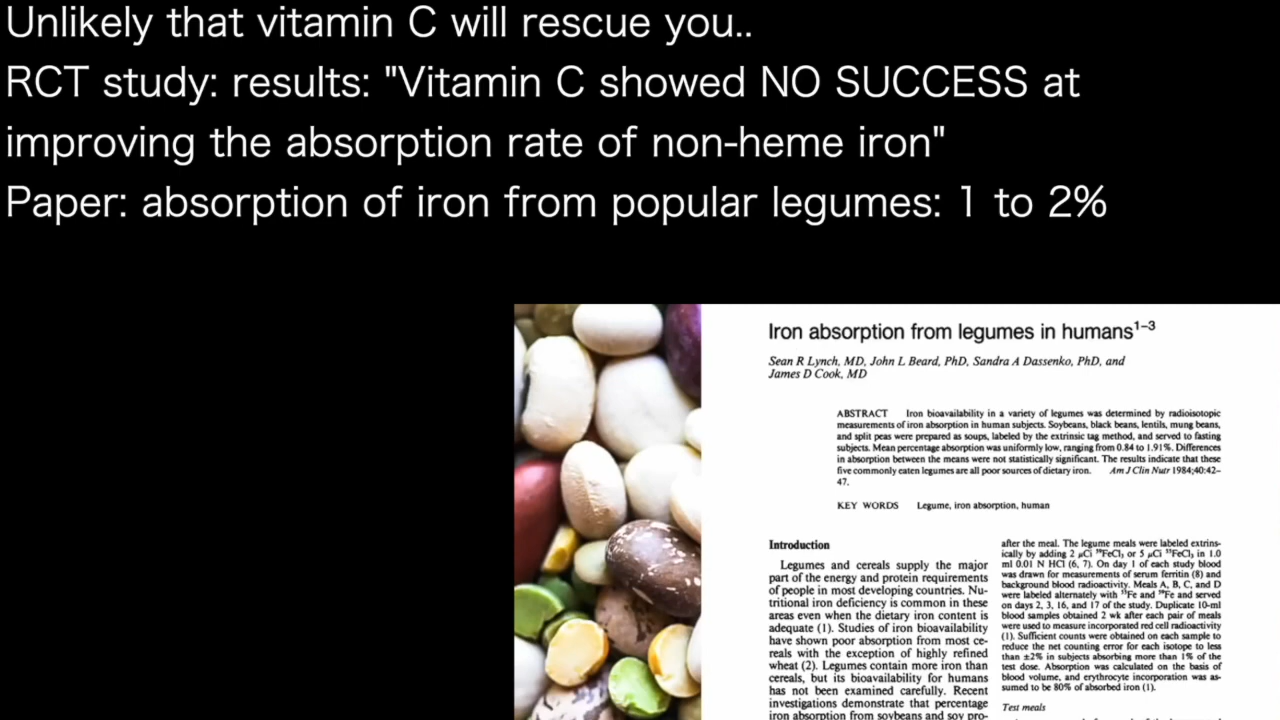 Unlikely that vitamin C will rescue you..
RCT study: results: "Vitamin C showed NO SUCCESS at
improving the absorption rate of non-heme iron"
Paper: absorption of iron from popular legumes: 1 to 2%
Iron absorption from legumes in humans¹⁻³
Sean R Lynch, MD, John L Beard, PhD, Sandra A Dassenko, PhD, and
James D Cook, MD
ABSTRACT Iron bioavailability in a variety of legumes was determined by radioisotopic
measurements of iron absorption in human subjects. Soybeans, black beans, lentils, mung beans,
and split peas were prepared as soups, labeled by the extrinsic tag method, and served to fasting
subjects. Mean percentage absorption was uniformly low, ranging from 0.84 to 1.91%. Differences
in absorption between the means were not statistically significant. The results indicate that these
five commonly eaten legumes are all poor sources of dietary iron. Am J Clin Nutr 1984;40:42–
47.
KEY WORDS Legume, iron absorption, human
Introduction
Legumes and cereals supply the major
part of the energy and protein requirements
of people in most developing countries. Nu-
tritional iron deficiency is common in these
areas even when the dietary iron content is
adequate (1). Studies of iron bioavailability
have shown poor absorption from most ce-
reals with the exception of highly refined
wheat (2). Legumes contain more iron than
cereals, but its bioavailability for humans
has not been examined carefully. Recent
investigations demonstrate that percentage
iron absorption from soybeans and soy pro-
after the meal. The legume meals were labeled extrins-
ically by adding 2 μCi ⁵⁹FeCl₃ or 5 μCi ⁵⁵FeCl₃ in 1.0
ml 0.01 N HCl (6, 7). On day 1 of each study blood
was drawn for measurements of serum ferritin (8) and
background blood radioactivity. Meals A, B, C, and D
were labeled alternately with ⁵⁵Fe and ⁵⁹Fe and served
on days 2, 3, 16, and 17 of the study. Duplicate 10-ml
blood samples obtained 2 wk after each pair of meals
were used to measure incorporated red cell radioactivity
(1). Sufficient counts were obtained on each sample to
reduce the net counting error for each isotope to less
than ±2% in subjects absorbing more than 1% of the
test dose. Absorption was calculated on the basis of
blood volume, and erythrocyte incorporation was as-
sumed to be 80% of absorbed iron (1).
Test meals